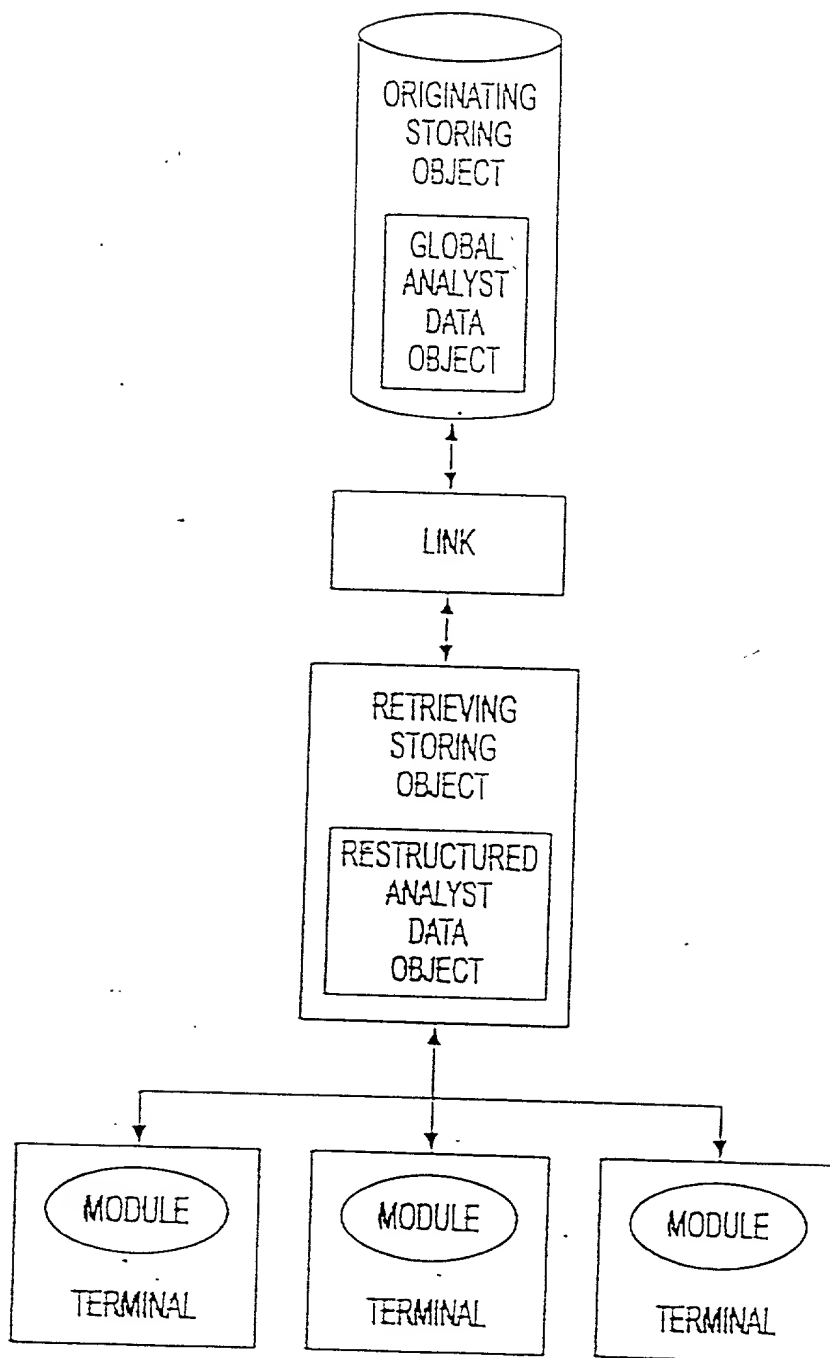 ORIGINATING
STORING
OBJECT
GLOBAL
ANALYST
DATA
OBJECT
LINK
RETRIEVING
STORING
OBJECT
RESTRUCTURED
ANALYST
DATA
OBJECT
MODULE
TERMINAL
MODULE
TERMINAL
MODULE
TERMINAL